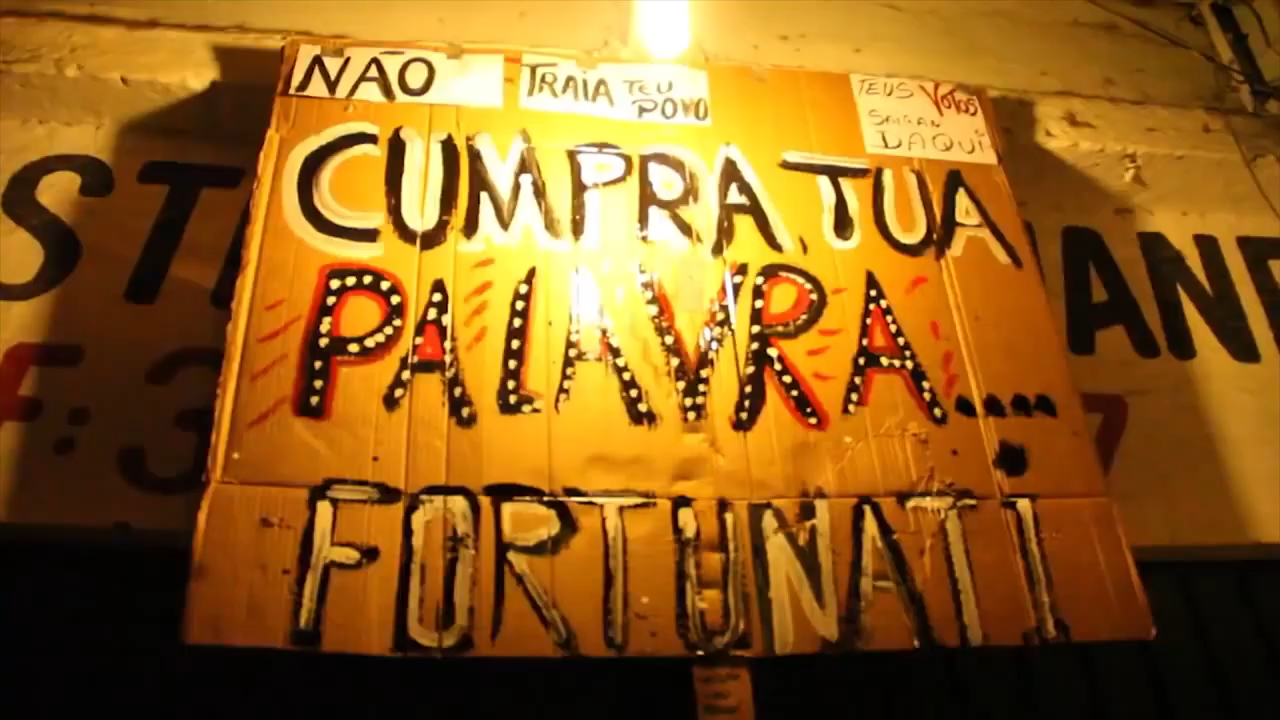 NÃO TRAIA TEU POVO
TEUS VOTOS
SAIRAN
DAQUI
CUMPRA, TUA
PALAVRA....
FORTUNATI